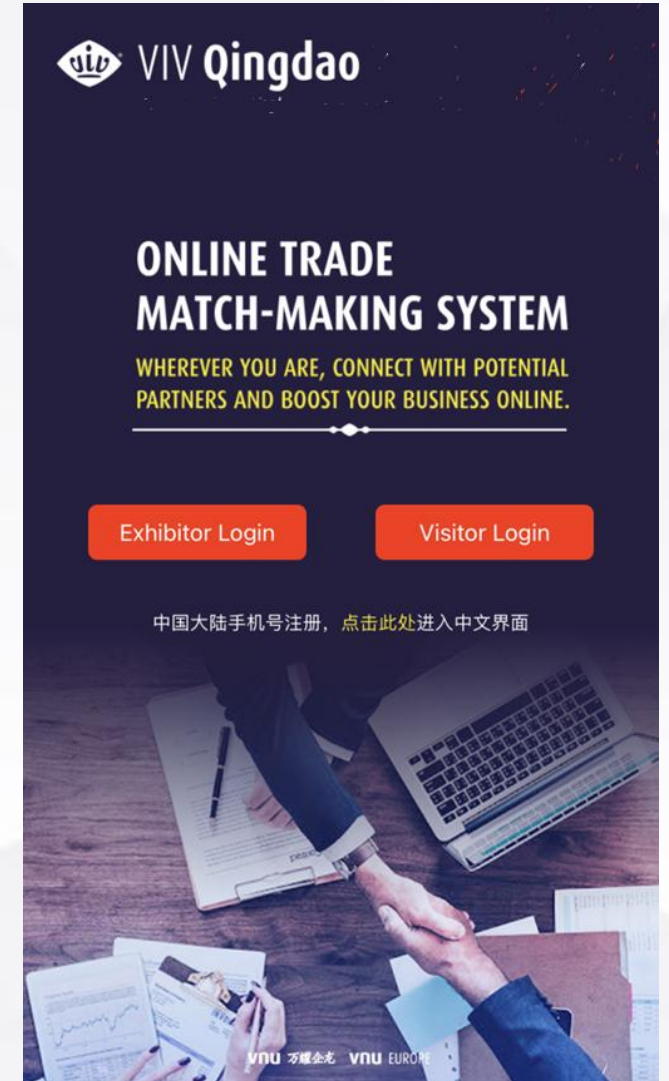 viv VIV Qingdao
ONLINE TRADE
MATCH-MAKING SYSTEM
WHEREVER YOU ARE, CONNECT WITH POTENTIAL
PARTNERS AND BOOST YOUR BUSINESS ONLINE.
Exhibitor Login Visitor Login
中国大陆手机号注册，点击此处进入中文界面
vnu 万耀企龙 vnu EUROPE